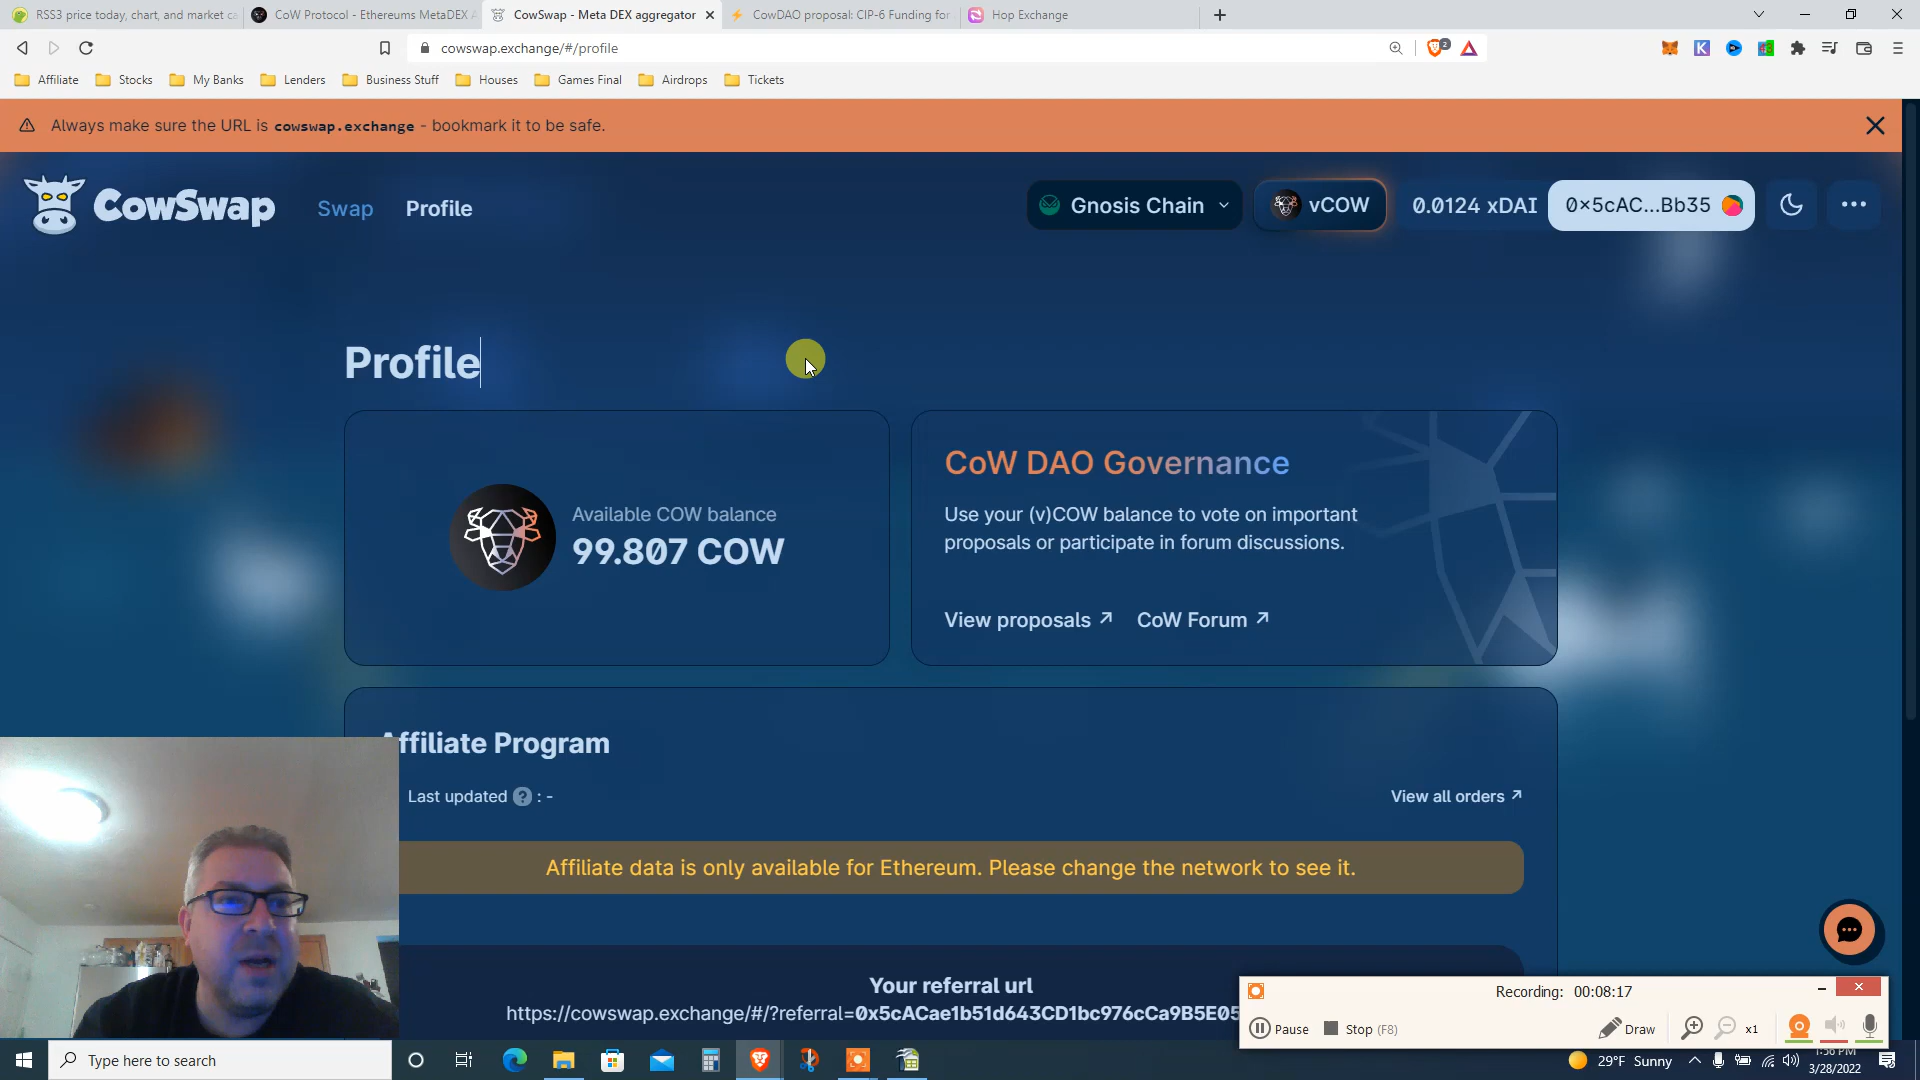 RSS3 price today, chart, and market ca
CoW Protocol - Ethereums MetaDEX A
CowSwap - Meta DEX aggregator
CowDAO proposal: CIP-6 Funding for
Hop Exchange
cowswap.exchange/#/profile
2
Affiliate
Stocks
My Banks
Lenders
Business Stuff
Houses
Games Final
Airdrops
Tickets
Always make sure the URL is cowswap.exchange - bookmark it to be safe.
CowSwap
Swap
Profile
Gnosis Chain
vCOW
0.0124 xDAI
0×5cAC...Bb35
Profile
Available COW balance
99.807 COW
CoW DAO Governance
Use your (v)COW balance to vote on important
proposals or participate in forum discussions.
View proposals ↗
CoW Forum ↗
Affiliate Program
Last updated ? : -
View all orders ↗
Affiliate data is only available for Ethereum. Please change the network to see it.
Your referral url
https://cowswap.exchange/#/?referral=0x5cACae1b51d643CD1bc976cCa9B5E05
Recording: 00:08:17
Pause
Stop (F8)
Draw
x1
Type here to search
29°F Sunny
1:56 PM
3/28/2022